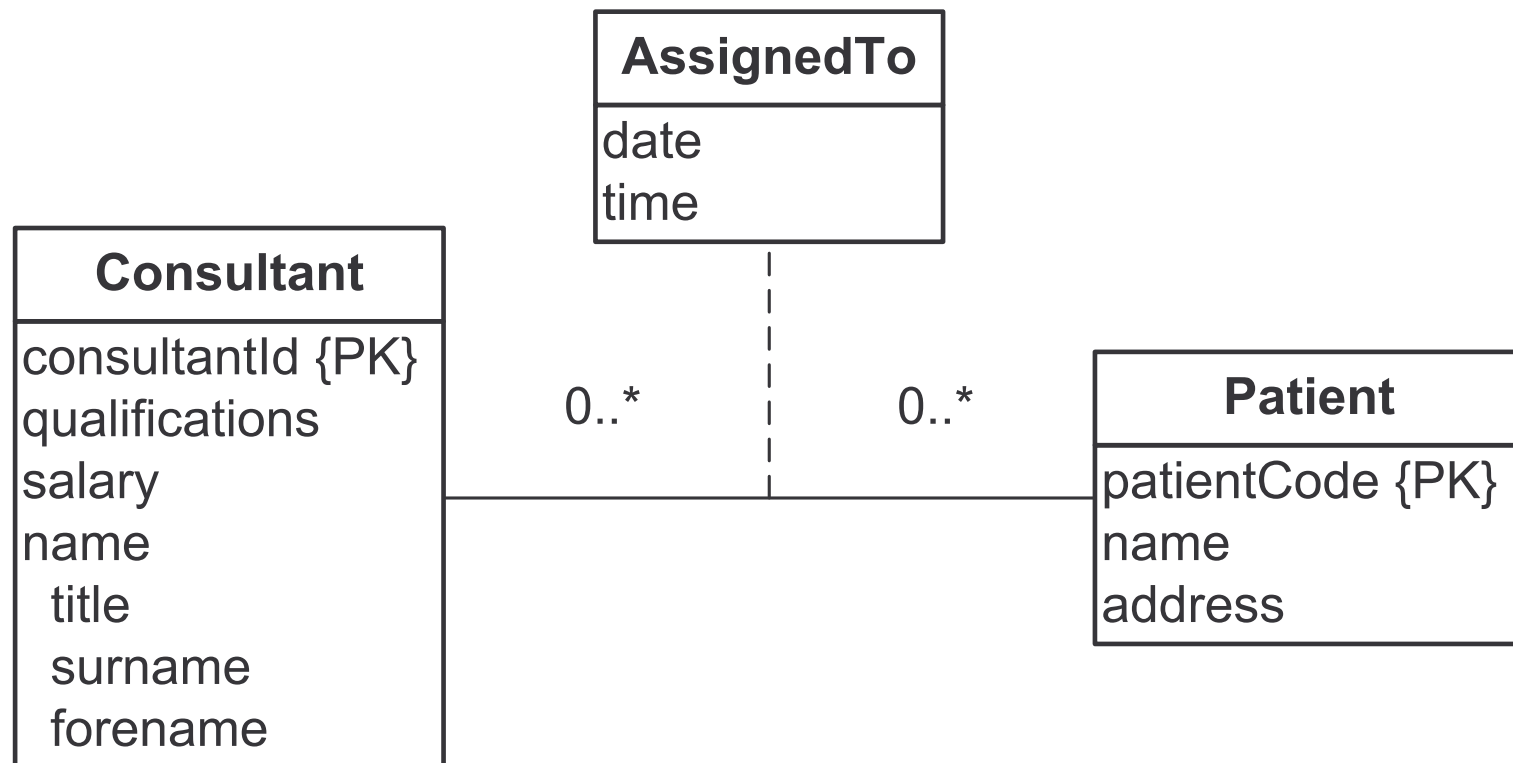 AssignedTo
date
time
Consultant
consultantId {PK}
qualifications
salary
name
title
surname
forename
0..*
0..*
Patient
patientCode {PK}
name
address